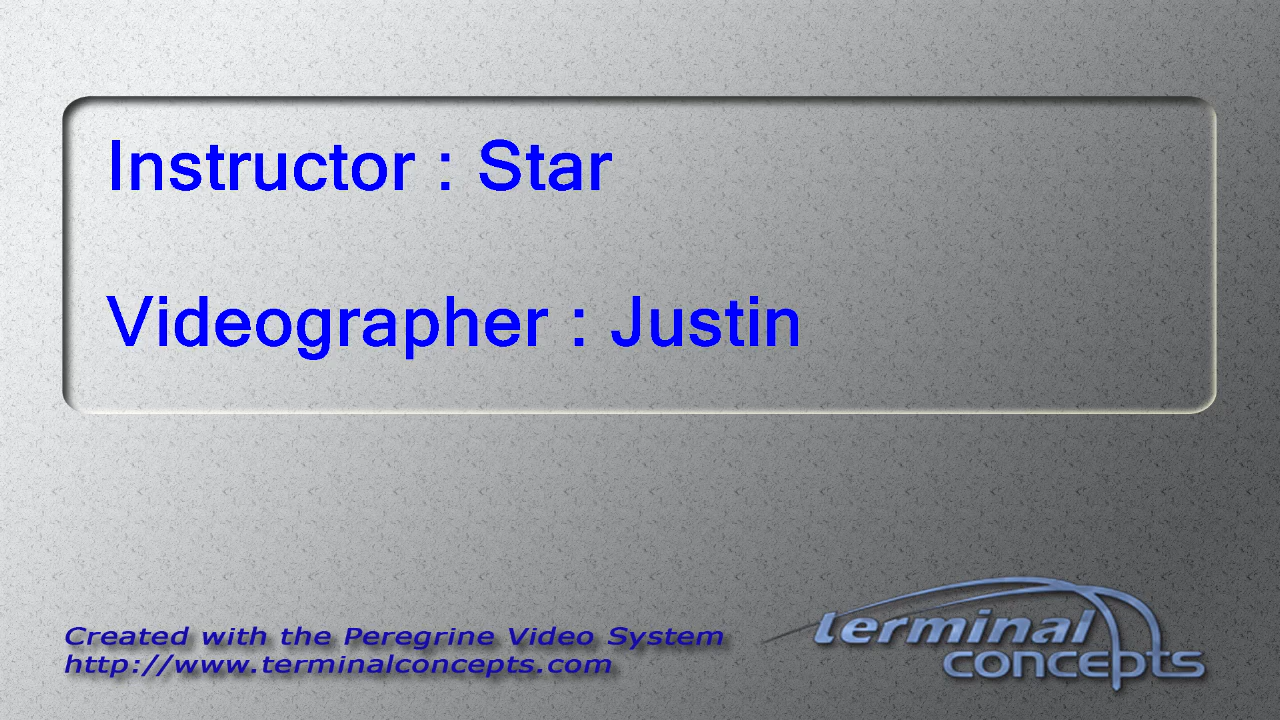 Instructor : Star
Videographer : Justin
Created with the Peregrine Video System
http://www.terminalconcepts.com
terminal
concepts